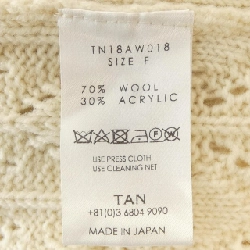 TN18AW018
SIZE F
70% WOOL
30% ACRYLIC
USE PRESS CLOTH
USE CLEANING NET
TAN
+81(0)3 6804 9090
MADE IN JAPAN